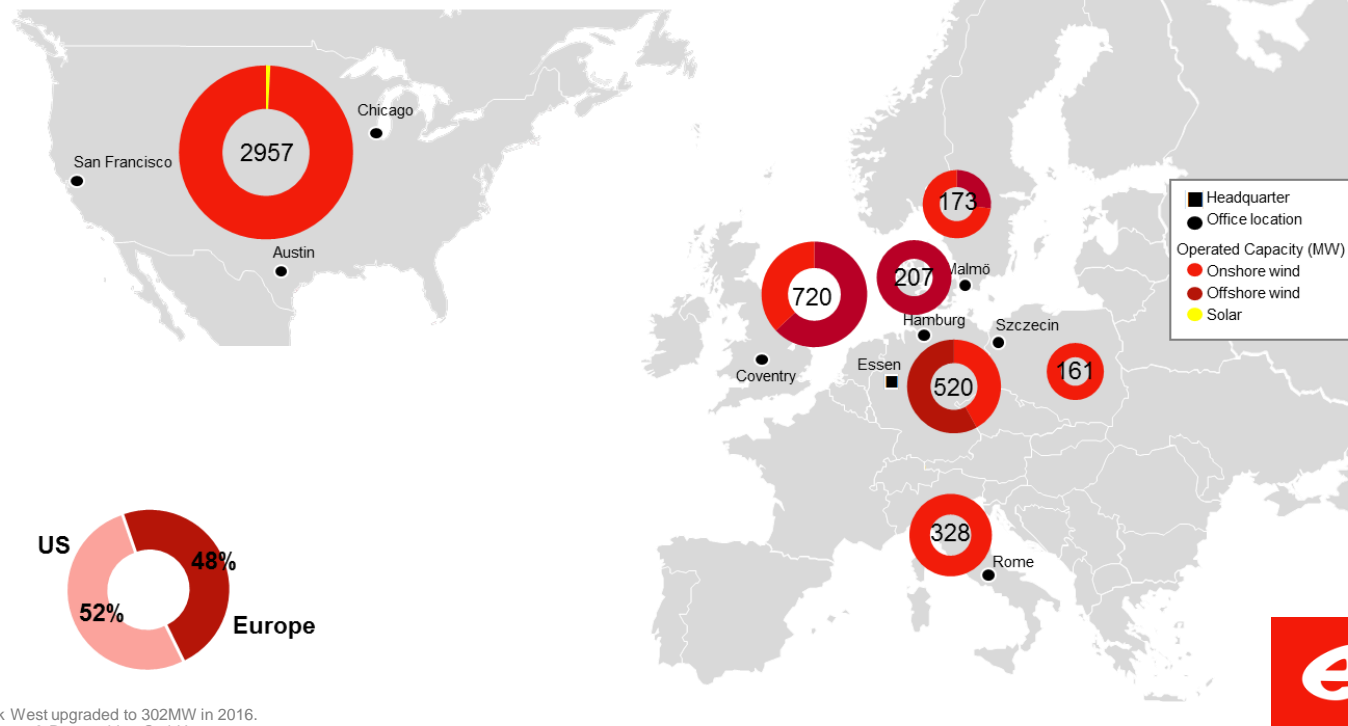 Chicago
2957
San Francisco
Austin
173
Headquarter
Office location
Operated Capacity (MW)
Onshore wind
Offshore wind
Solar
720
207
Malmö
Hamburg
Szczecin
Coventry
Essen
520
161
328
Rome
US
48%
52%
Europe
West upgraded to 302MW in 2016.